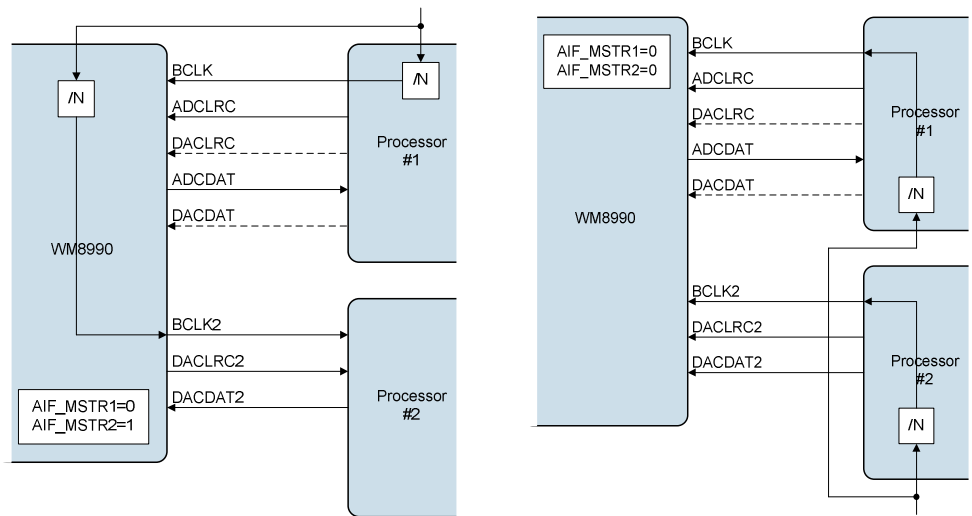 /N
/N
BCLK
ADCLRC
DACLRC
ADCDAT
DACDAT
Processor
#1
WM8990
BCLK2
DACLRC2
DACDAT2
Processor
#2
AIF_MSTR1=0
AIF_MSTR2=1
AIF_MSTR1=0
AIF_MSTR2=0
BCLK
ADCLRC
DACLRC
ADCDAT
DACDAT
Processor
#1
/N
WM8990
BCLK2
DACLRC2
DACDAT2
Processor
#2
/N